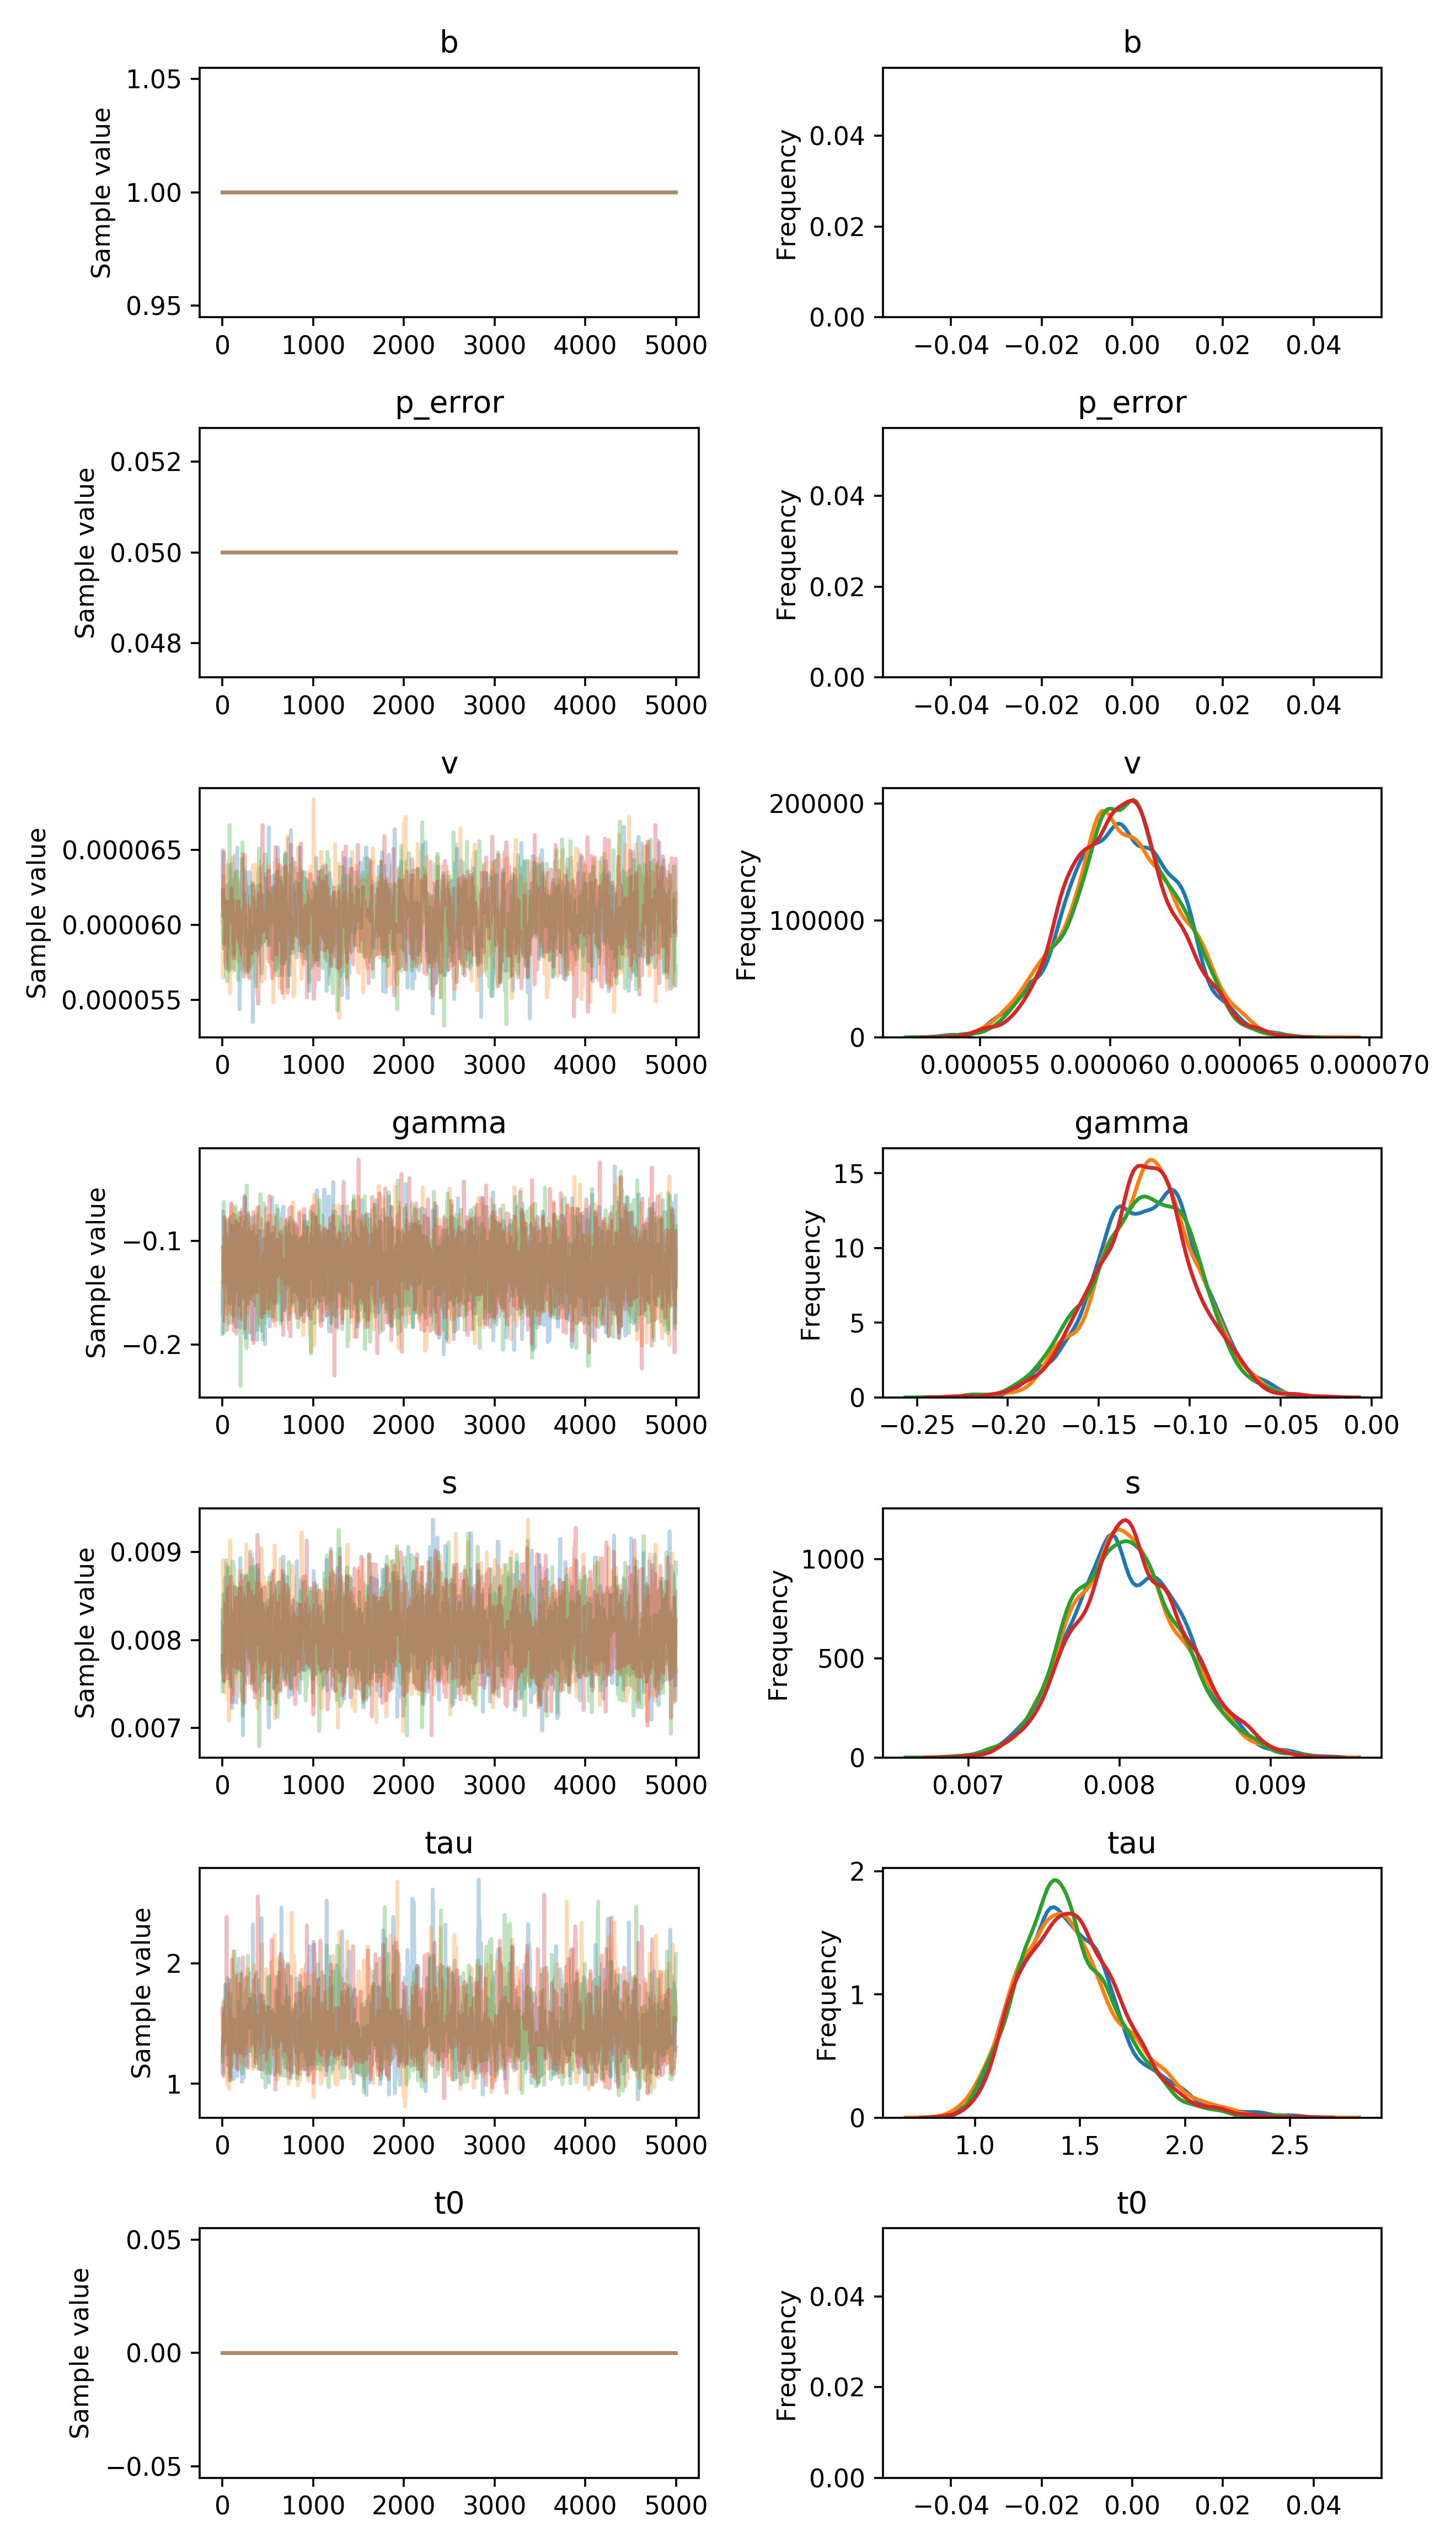 b
b
Sample value
1.05
1.00
0.95
0 1000 2000 3000 4000 5000
Frequency
0.04
0.02
0.00
−0.04 −0.02 0.00 0.02 0.04
p_error
p_error
Sample value
0.052
0.050
0.048
0 1000 2000 3000 4000 5000
Frequency
0.04
0.02
0.00
−0.04 −0.02 0.00 0.02 0.04
v
v
Sample value
0.000065
0.000060
0.000055
0 1000 2000 3000 4000 5000
Frequency
200000
100000
0
0.000055 0.000060 0.000065 0.000070
gamma
gamma
Sample value
−0.1
−0.2
0 1000 2000 3000 4000 5000
Frequency
15
10
5
0
−0.25 −0.20 −0.15 −0.10 −0.05 0.00
s
s
Sample value
0.009
0.008
0.007
0 1000 2000 3000 4000 5000
Frequency
1000
500
0
0.007 0.008 0.009
tau
tau
Sample value
2
1
0 1000 2000 3000 4000 5000
Frequency
2
1
0
1.0 1.5 2.0 2.5
t0
t0
Sample value
0.05
0.00
−0.05
0 1000 2000 3000 4000 5000
Frequency
0.04
0.02
0.00
−0.04 −0.02 0.00 0.02 0.04